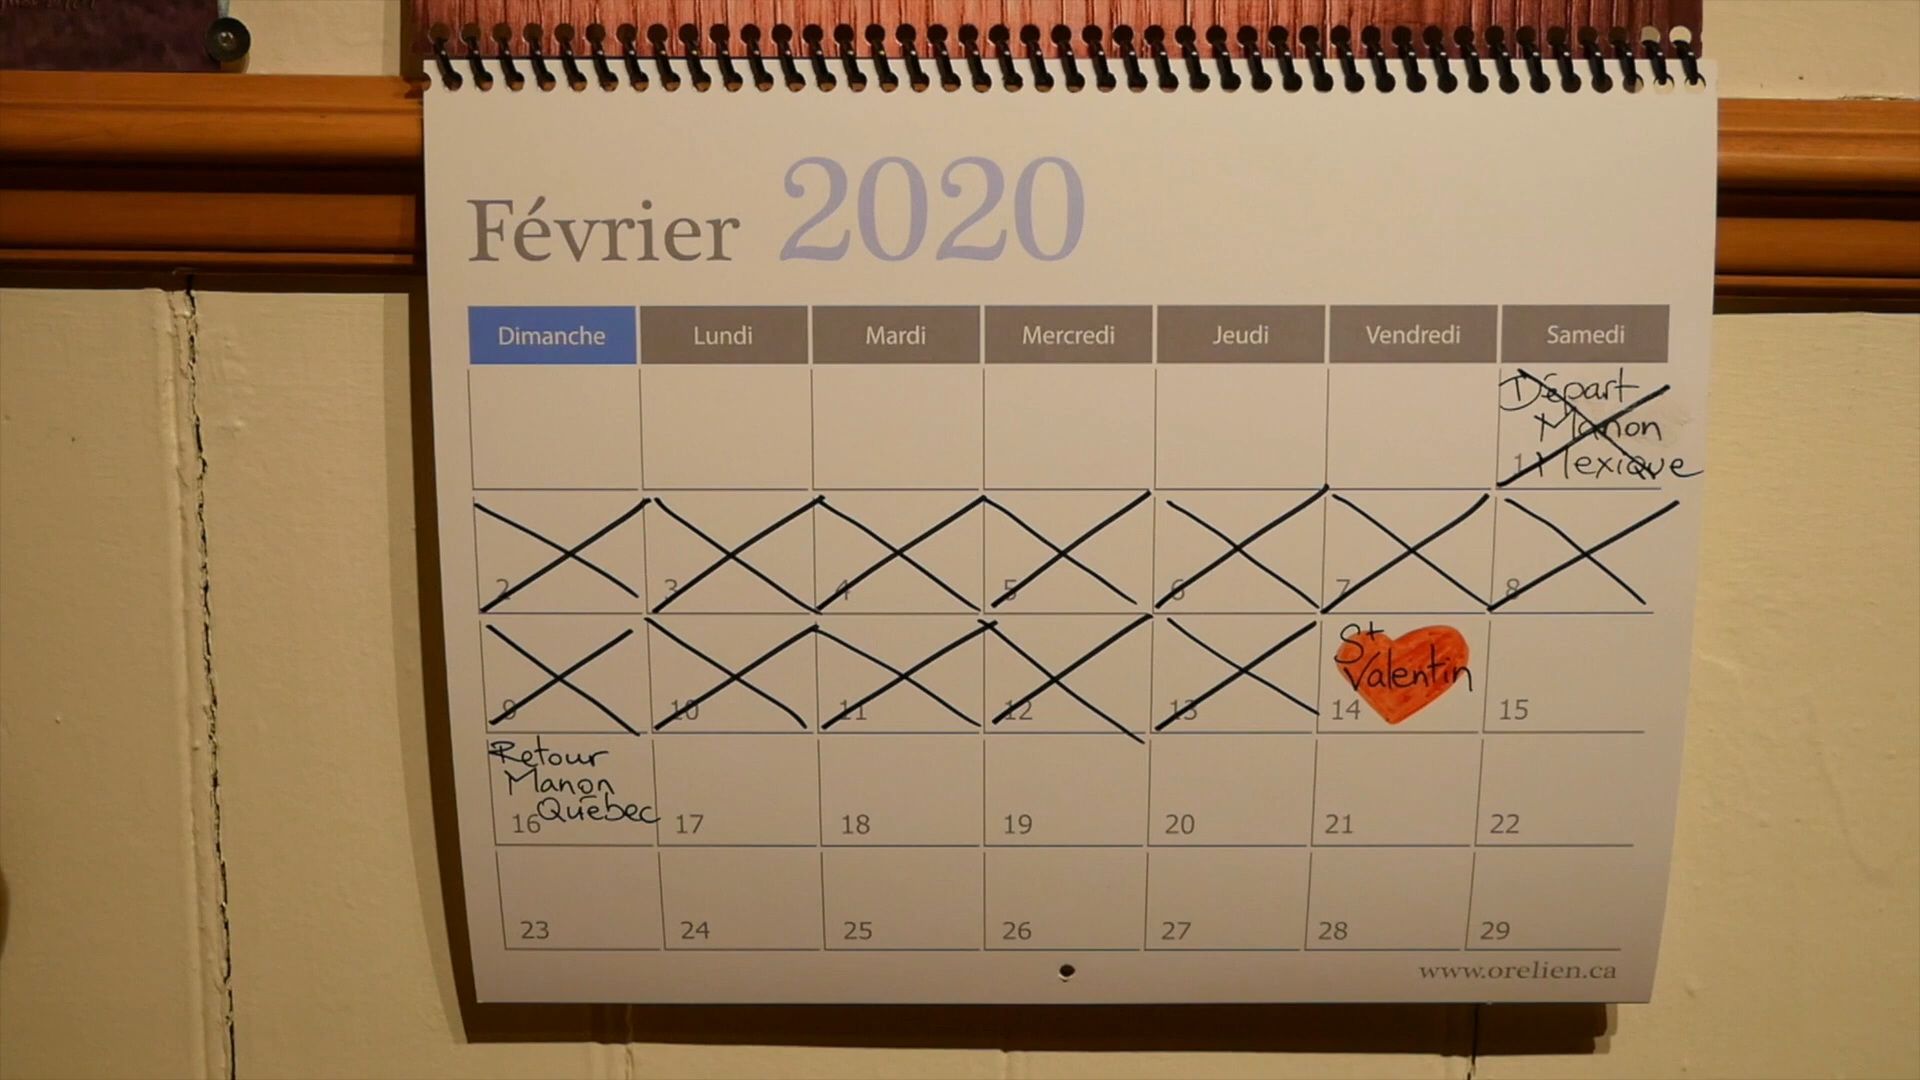 Février 2020
Dimanche Lundi Mardi Mercredi Jeudi Vendredi Samedi
Départ
Manon
1 Mexique
2 3 4 5 6 7 8
St
Valentin
9 10 11 12 13 14 15
Retour
Manon
Québec
16 17 18 19 20 21 22
23 24 25 26 27 28 29
www.orelien.ca